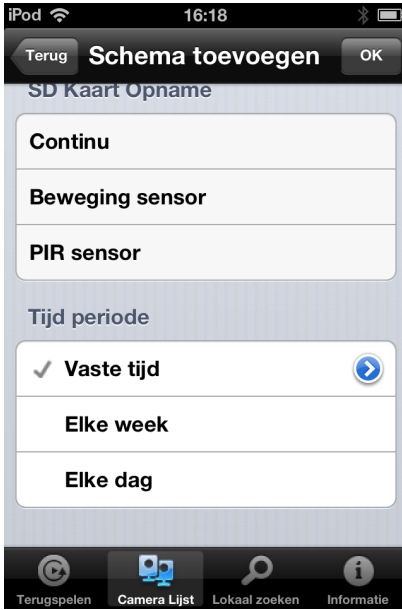 iPod 16:18
Terug Schema toevoegen OK
SD Kaart Opname
Continu
Beweging sensor
PIR sensor
Tijd periode
Vaste tijd
Elke week
Elke dag
Terugspelen Camera Lijst Lokaal zoeken Informatie